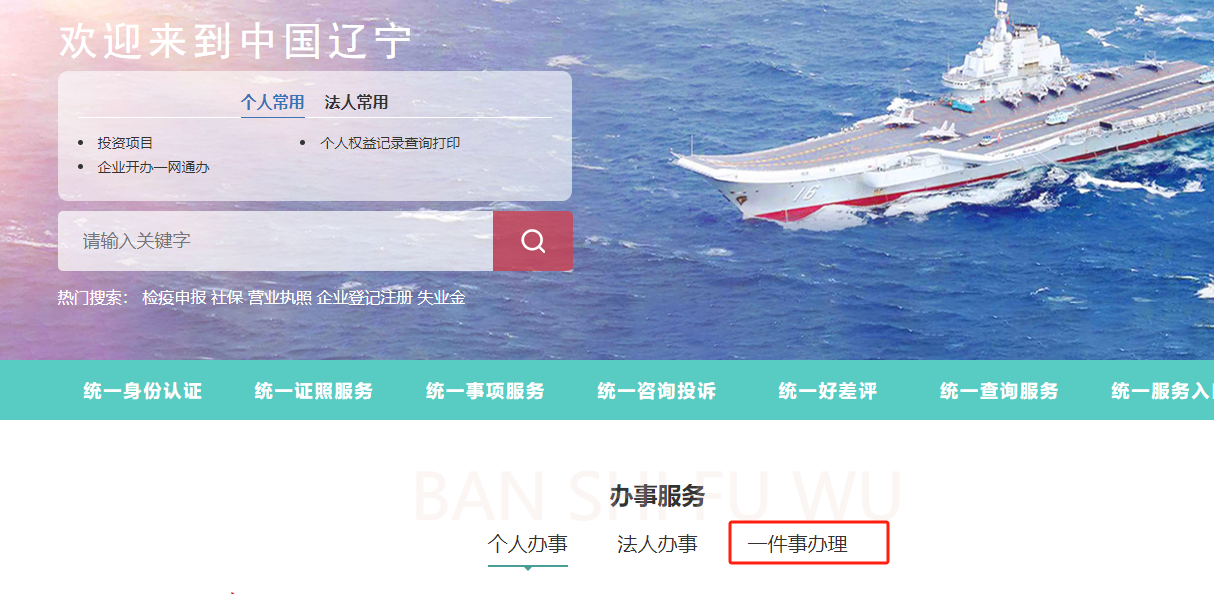 欢迎来到中国辽宁
个人常用 法人常用
投资项目 个人权益记录查询打印
企业开办一网通办
请输入关键字
热门搜索： 检疫申报 社保 营业执照 企业登记注册 失业金
统一身份认证 统一证照服务 统一事项服务 统一咨询投诉 统一好差评 统一查询服务 统一服务入
BAN SHI FU WU
办事服务
个人办事 法人办事 一件事办理
16